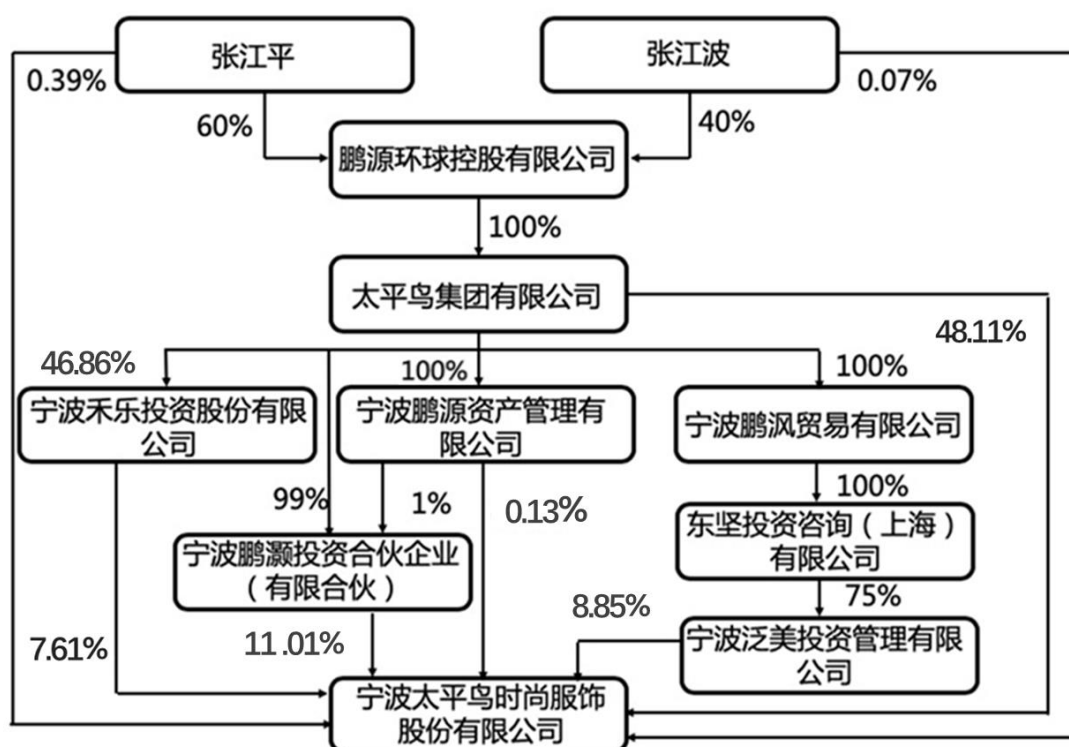 张江平
张江波
0.39%
0.07%
60%
40%
鹏源环球控股有限公司
100%
太平鸟集团有限公司
48.11%
46.86%
100%
100%
宁波禾乐投资股份有限
公司
宁波鹏源资产管理有
限公司
宁波鹏沨贸易有限公司
99%
1%
0.13%
100%
东坚投资咨询（上海）
有限公司
宁波鹏灏投资合伙企业
（有限合伙）
75%
8.85%
7.61%
11.01%
宁波泛美投资管理有限
公司
宁波太平鸟时尚服饰
股份有限公司